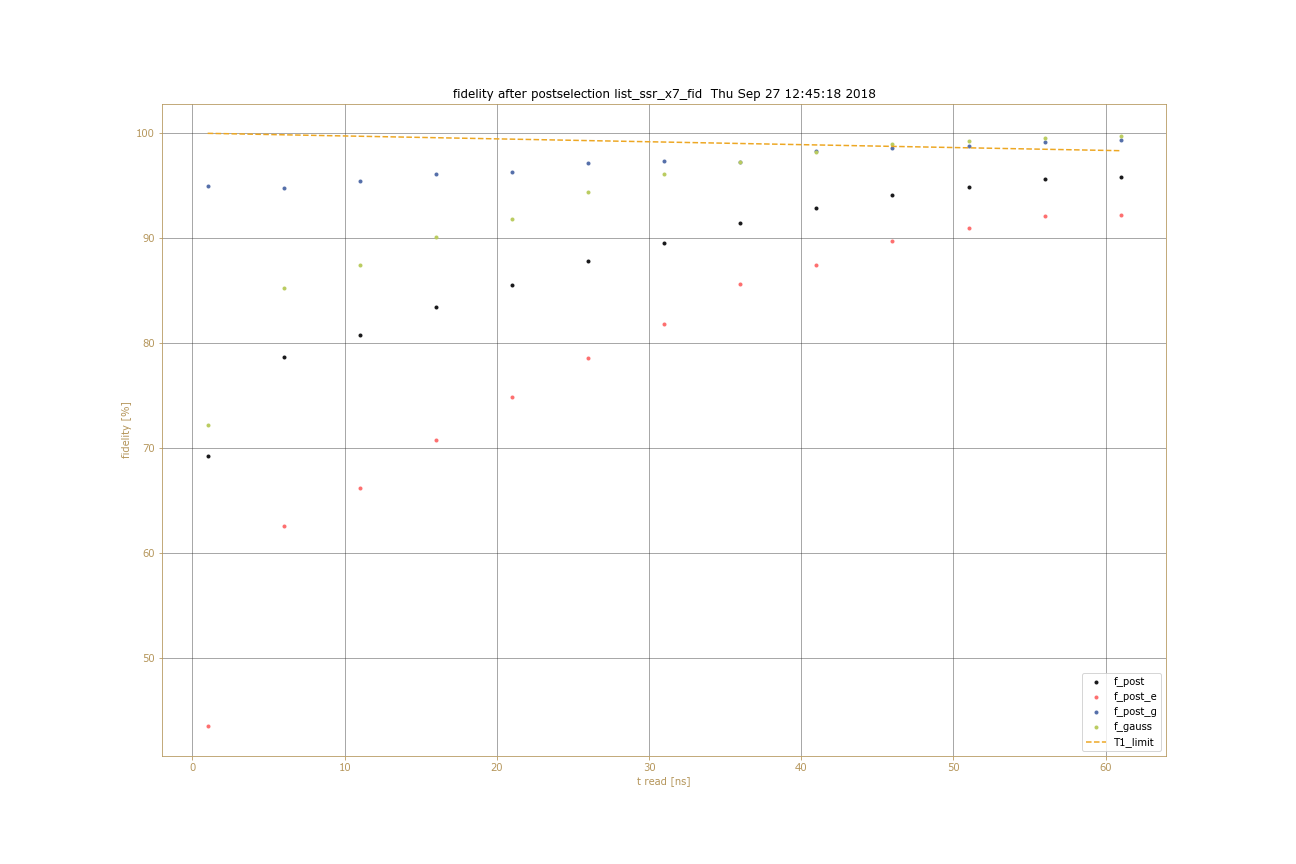 fidelity after postselection list_ssr_x7_fid  Thu Sep 27 12:45:18 2018
100
90
80
70
60
50
fidelity [%]
0 10 20 30 40 50 60
t read [ns]
f_post
f_post_e
f_post_g
f_gauss
T1_limit